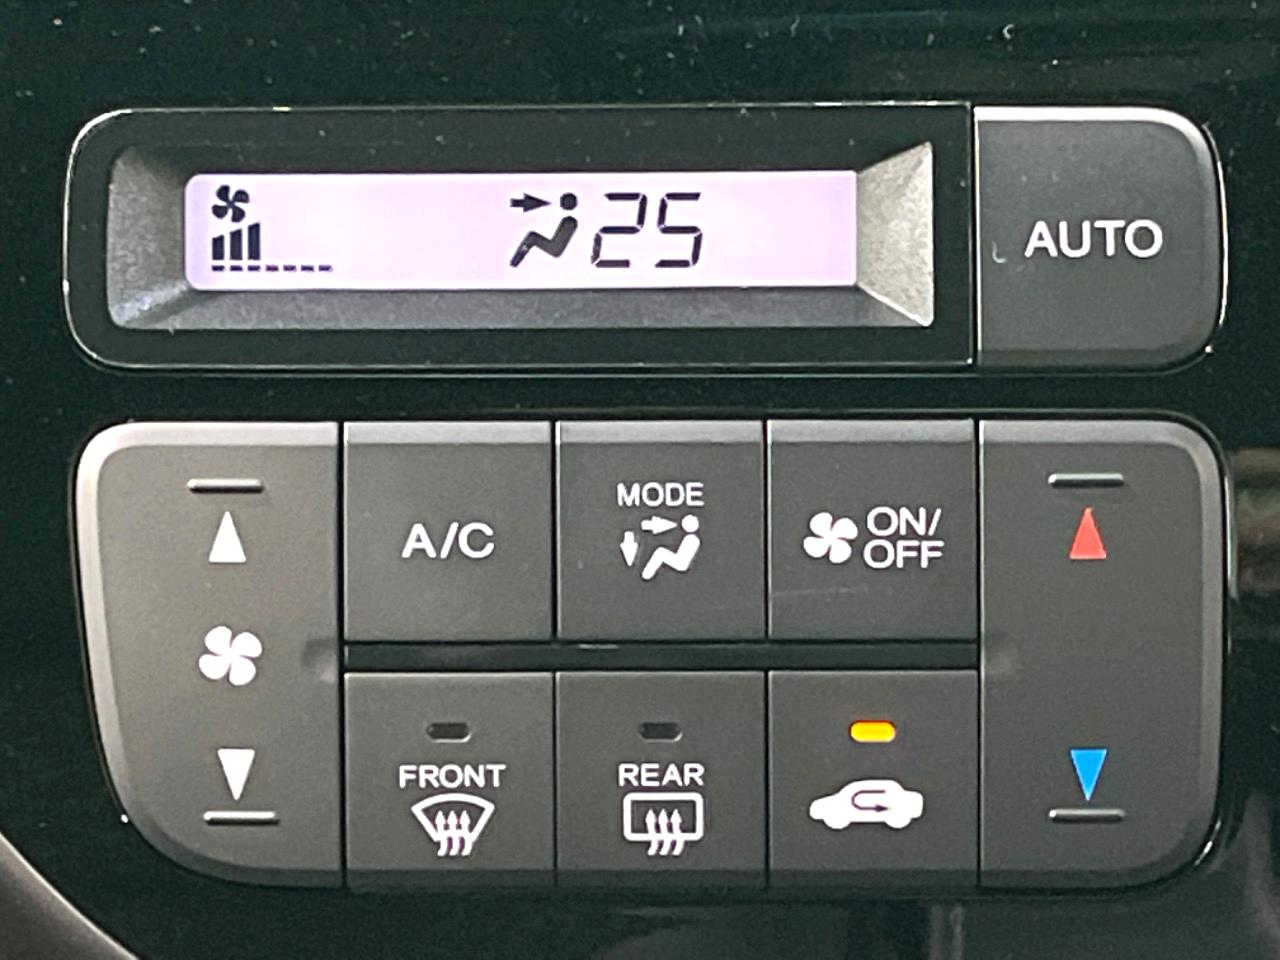 25
AUTO
A/C
MODE
ON/
OFF
FRONT
REAR